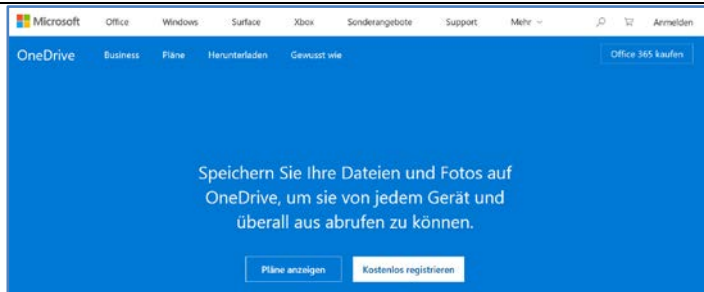 Microsoft Office Windows Surface Xbox Sonderangebote Support Mehr Anmelden
OneDrive Business Pläne Herunterladen Gewusst wie Office 365 kaufen
Speichern Sie Ihre Dateien und Fotos auf
OneDrive, um sie von jedem Gerät und
überall aus abrufen zu können.
Pläne anzeigen Kostenlos registrieren